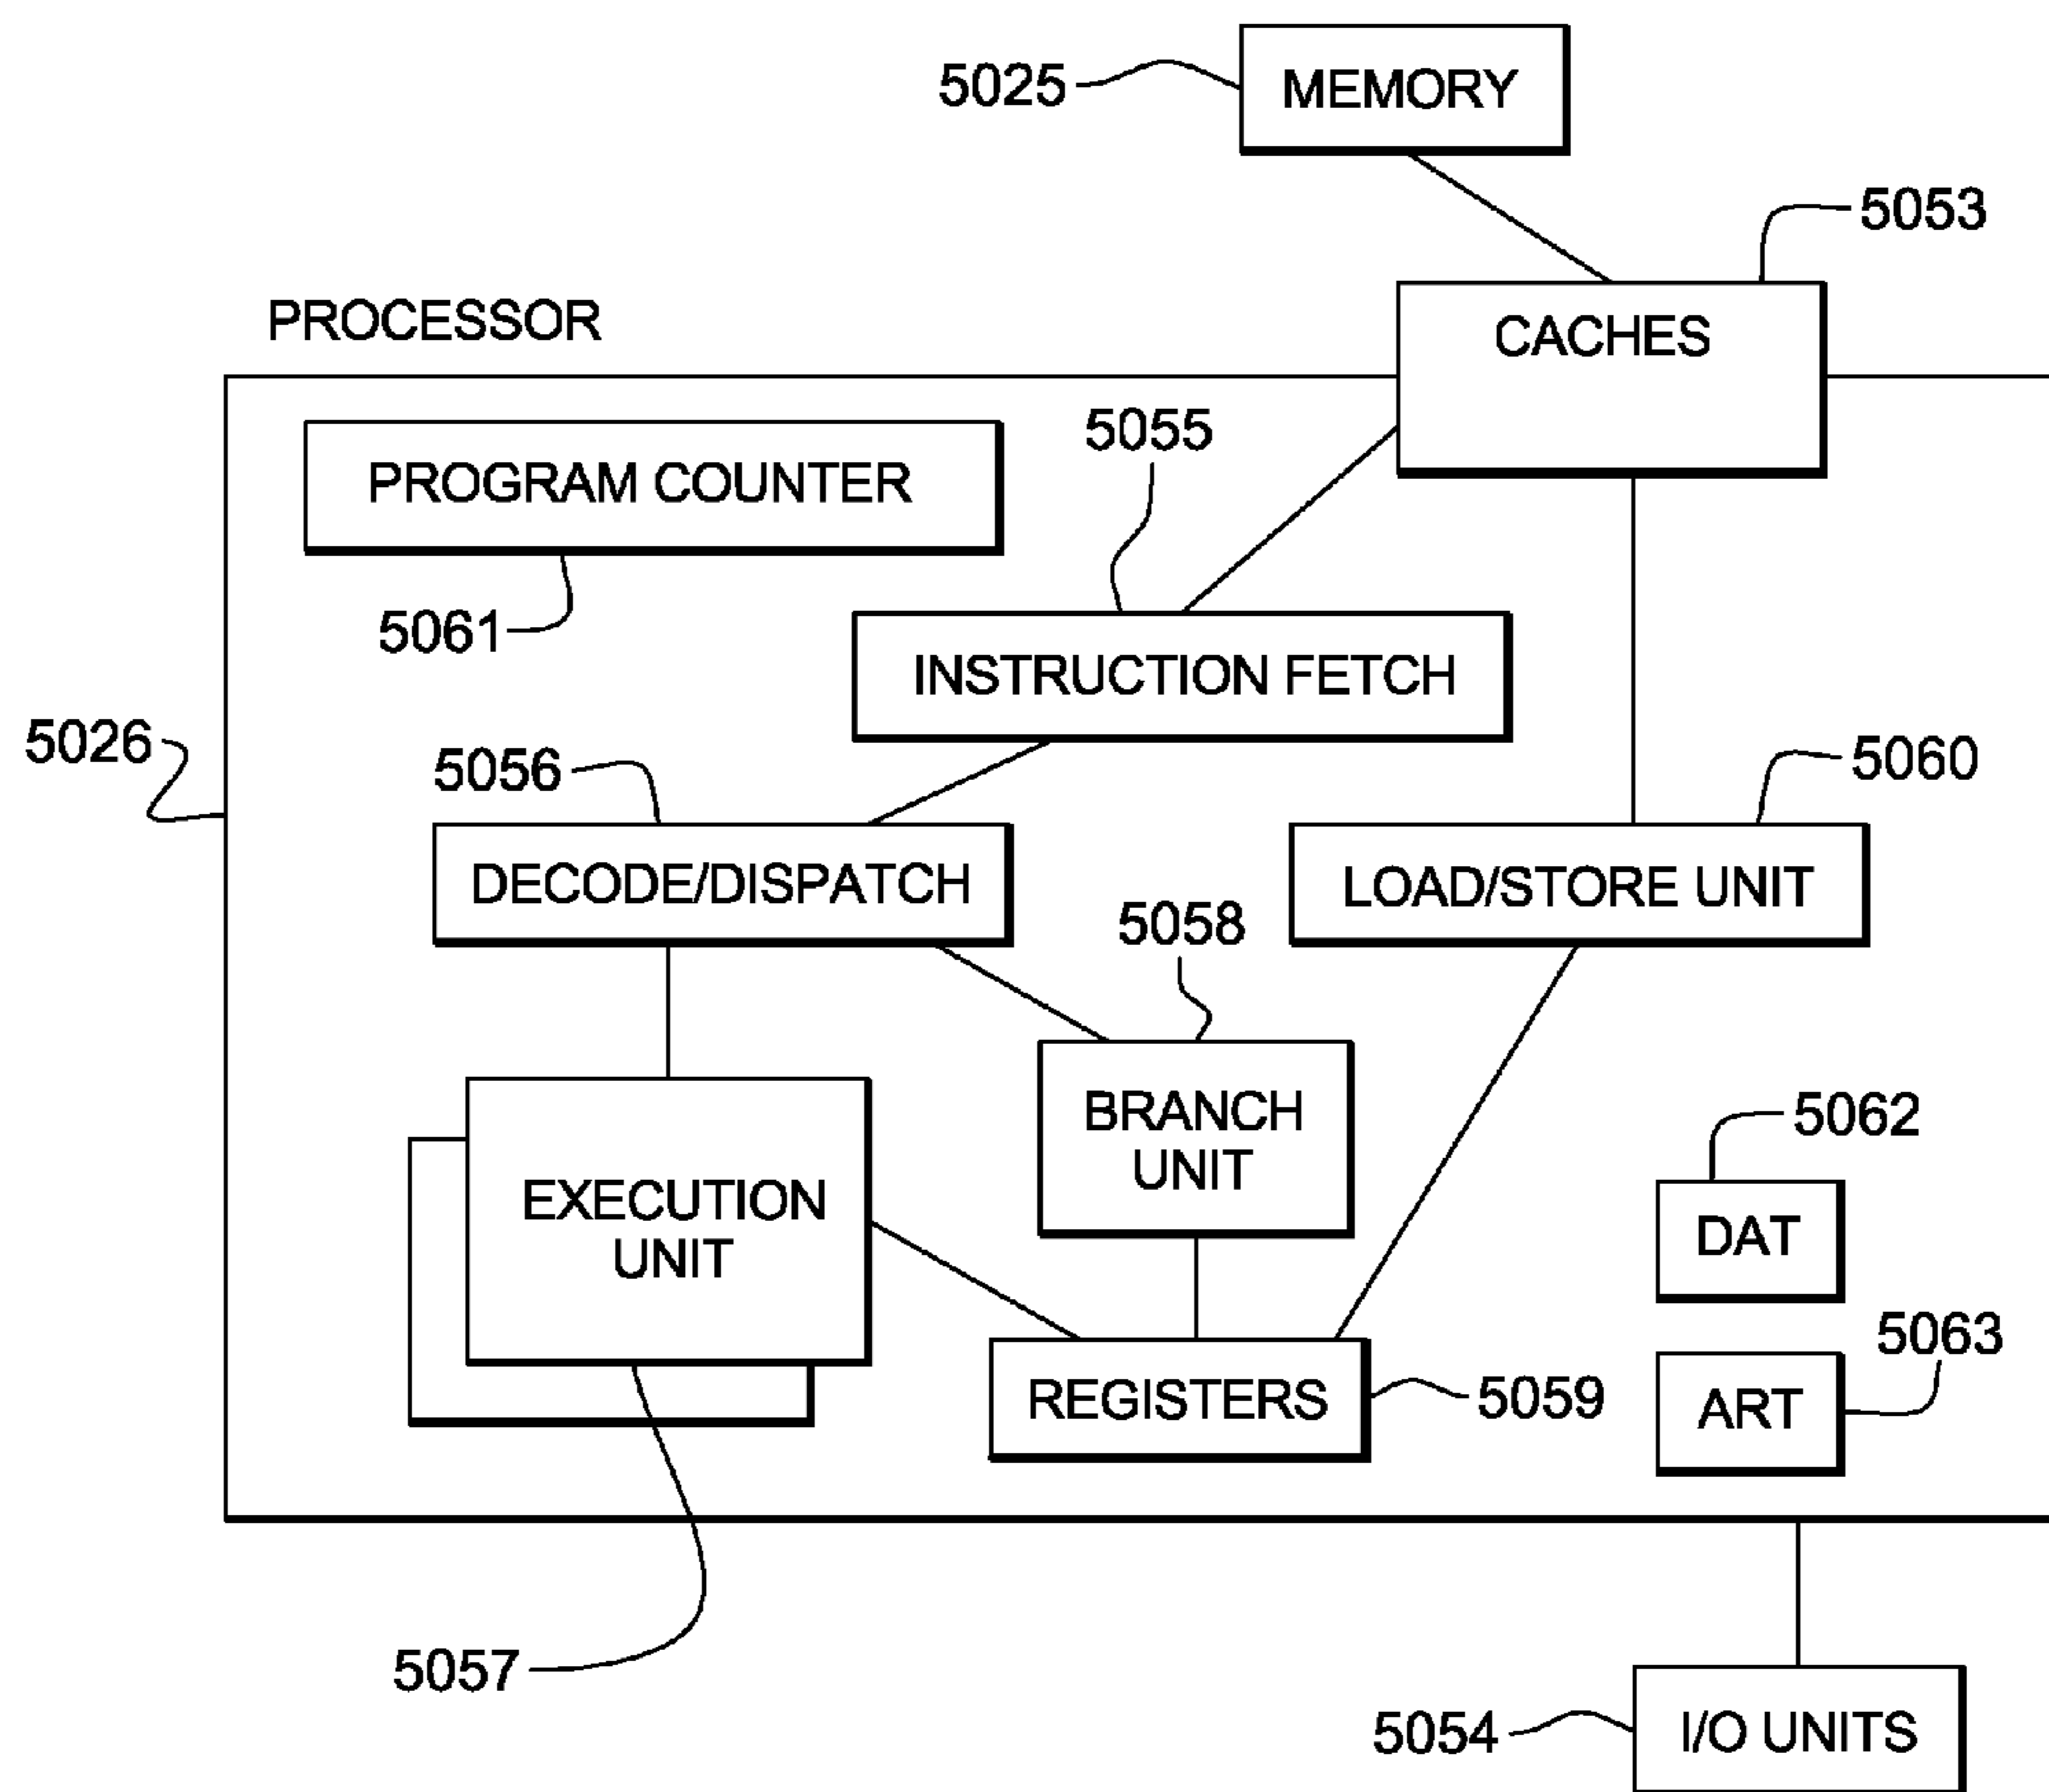 MEMORY
5025
5053
CACHES
PROCESSOR
5055
PROGRAM COUNTER
5061
INSTRUCTION FETCH
5026
5056
5060
DECODE/DISPATCH
LOAD/STORE UNIT
5058
BRANCH
UNIT
5062
EXECUTION
UNIT
DAT
5063
REGISTERS
5059
ART
5057
5054
I/O UNITS